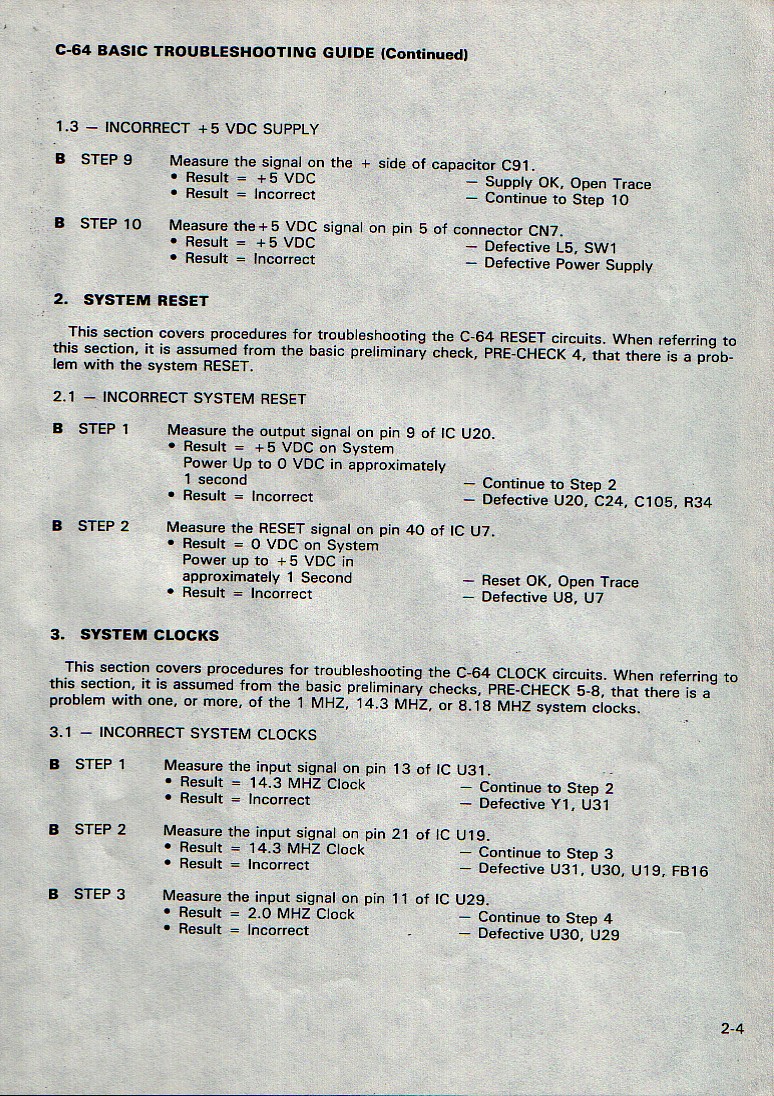 C-64 BASIC TROUBLESHOOTING GUIDE (Continued)
1.3 — INCORRECT +5 VDC SUPPLY
B STEP 9 Measure the signal on the + side of capacitor C91.
• Result = +5 VDC — Supply OK, Open Trace
• Result = Incorrect — Continue to Step 10
B STEP 10 Measure the+5 VDC signal on pin 5 of connector CN7.
• Result = +5 VDC — Defective L5, SW1
• Result = Incorrect — Defective Power Supply
2. SYSTEM RESET
This section covers procedures for troubleshooting the C-64 RESET circuits. When referring to
this section, it is assumed from the basic preliminary check, PRE-CHECK 4, that there is a prob-
lem with the system RESET.
2.1 — INCORRECT SYSTEM RESET
B STEP 1 Measure the output signal on pin 9 of IC U20.
• Result = +5 VDC on System
Power Up to 0 VDC in approximately
1 second — Continue to Step 2
• Result = Incorrect — Defective U20, C24, C105, R34
B STEP 2 Measure the RESET signal on pin 40 of IC U7.
• Result = 0 VDC on System
Power up to +5 VDC in
approximately 1 Second — Reset OK, Open Trace
• Result = Incorrect — Defective U8, U7
3. SYSTEM CLOCKS
This section covers procedures for troubleshooting the C-64 CLOCK circuits. When referring to
this section, it is assumed from the basic preliminary checks, PRE-CHECK 5-8, that there is a
problem with one, or more, of the 1 MHZ, 14.3 MHZ, or 8.18 MHZ system clocks.
3.1 — INCORRECT SYSTEM CLOCKS
B STEP 1 Measure the input signal on pin 13 of IC U31.
• Result = 14.3 MHZ Clock — Continue to Step 2
• Result = Incorrect — Defective Y1, U31
B STEP 2 Measure the input signal on pin 21 of IC U19.
• Result = 14.3 MHZ Clock — Continue to Step 3
• Result = Incorrect — Defective U31, U30, U19, FB16
B STEP 3 Measure the input signal on pin 11 of IC U29.
• Result = 2.0 MHZ Clock — Continue to Step 4
• Result = Incorrect — Defective U30, U29
2-4